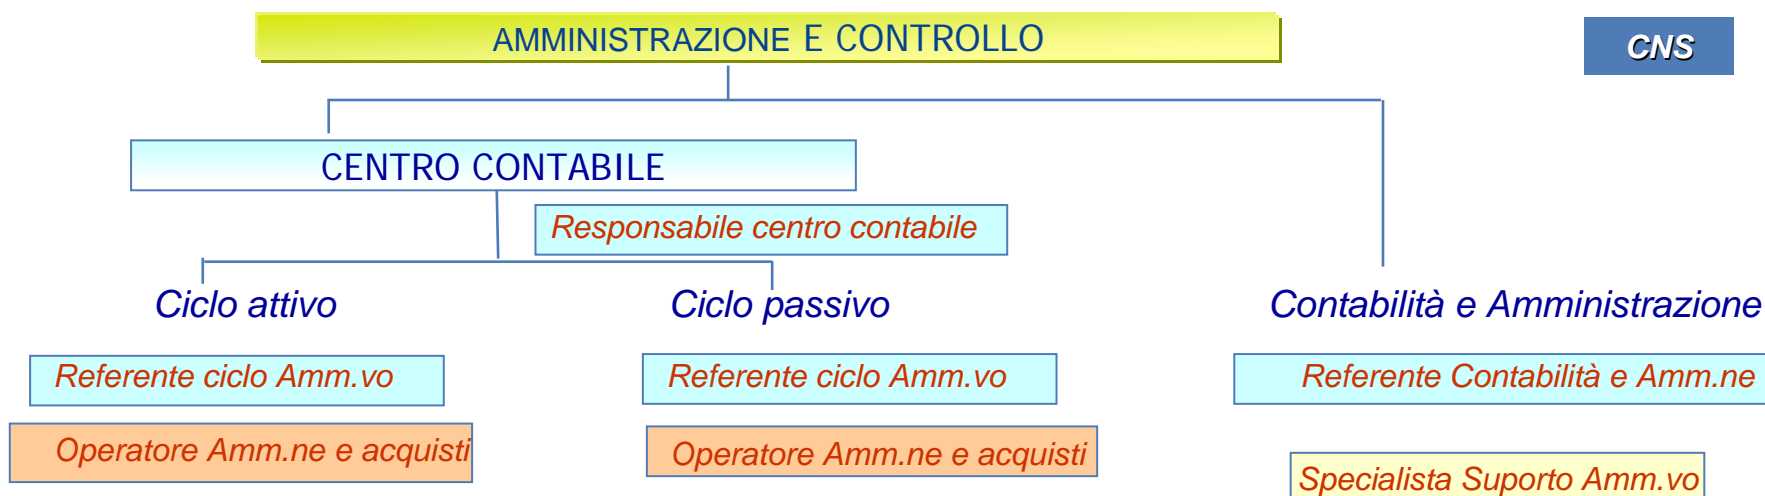 AMMINISTRAZIONE E CONTROLLO
CNS
CENTRO CONTABILE
Responsabile centro contabile
Ciclo attivo
Ciclo passivo
Contabilità e Amministrazione
Referente ciclo Amm.vo
Referente ciclo Amm.vo
Referente Contabilità e Amm.ne
Operatore Amm.ne e acquisti
Operatore Amm.ne e acquisti
Specialista Suporto Amm.vo